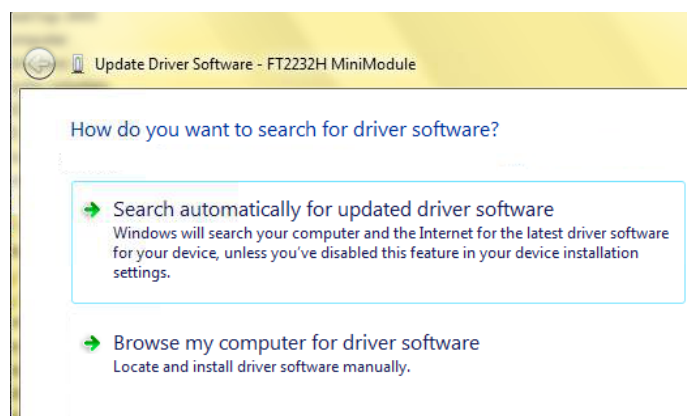 Update Driver Software - FT2232H MiniModule
How do you want to search for driver software?
Search automatically for updated driver software
Windows will search your computer and the Internet for the latest driver software
for your device, unless you've disabled this feature in your device installation
settings.
Browse my computer for driver software
Locate and install driver software manually.